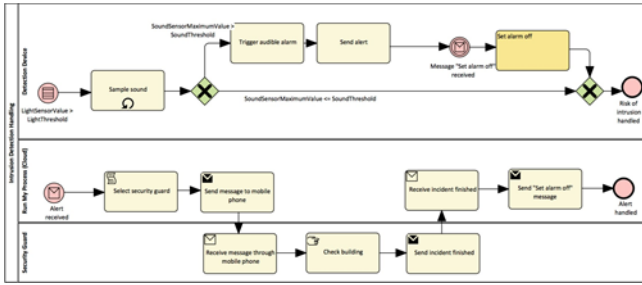 Intrusion Detection Handling
Detection Device
SoundSensorMaximumValue >
SoundThreshold
Trigger audible alarm
Send alert
Message "Set alarm off"
received
Set alarm off
LightSensorValue >
LightThreshold
Sample sound
SoundSensorMaximumValue <= SoundThreshold
Risk of
intrusion
handled
Run My Process (Cloud)
Alert
received
Select security guard
Send message to mobile
phone
Receive incident finished
Send "Set alarm off"
message
Alert
handled
Security Guard
Receive message through
mobile phone
Check building
Send incident finished